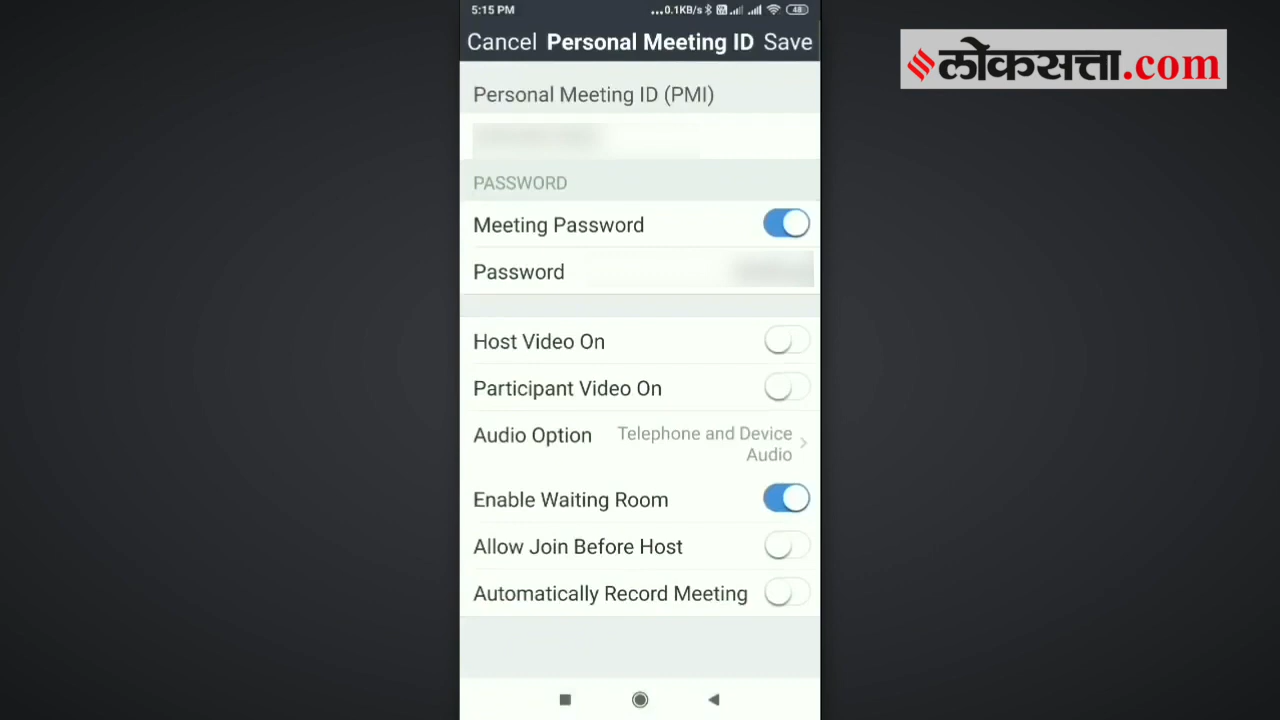 5:15 PM
...0.1KB/s
48
Cancel Personal Meeting ID Save
लोकसत्ता.com
Personal Meeting ID (PMI)
PASSWORD
Meeting Password
Password
Host Video On
Participant Video On
Audio Option Telephone and Device
Audio
Enable Waiting Room
Allow Join Before Host
Automatically Record Meeting